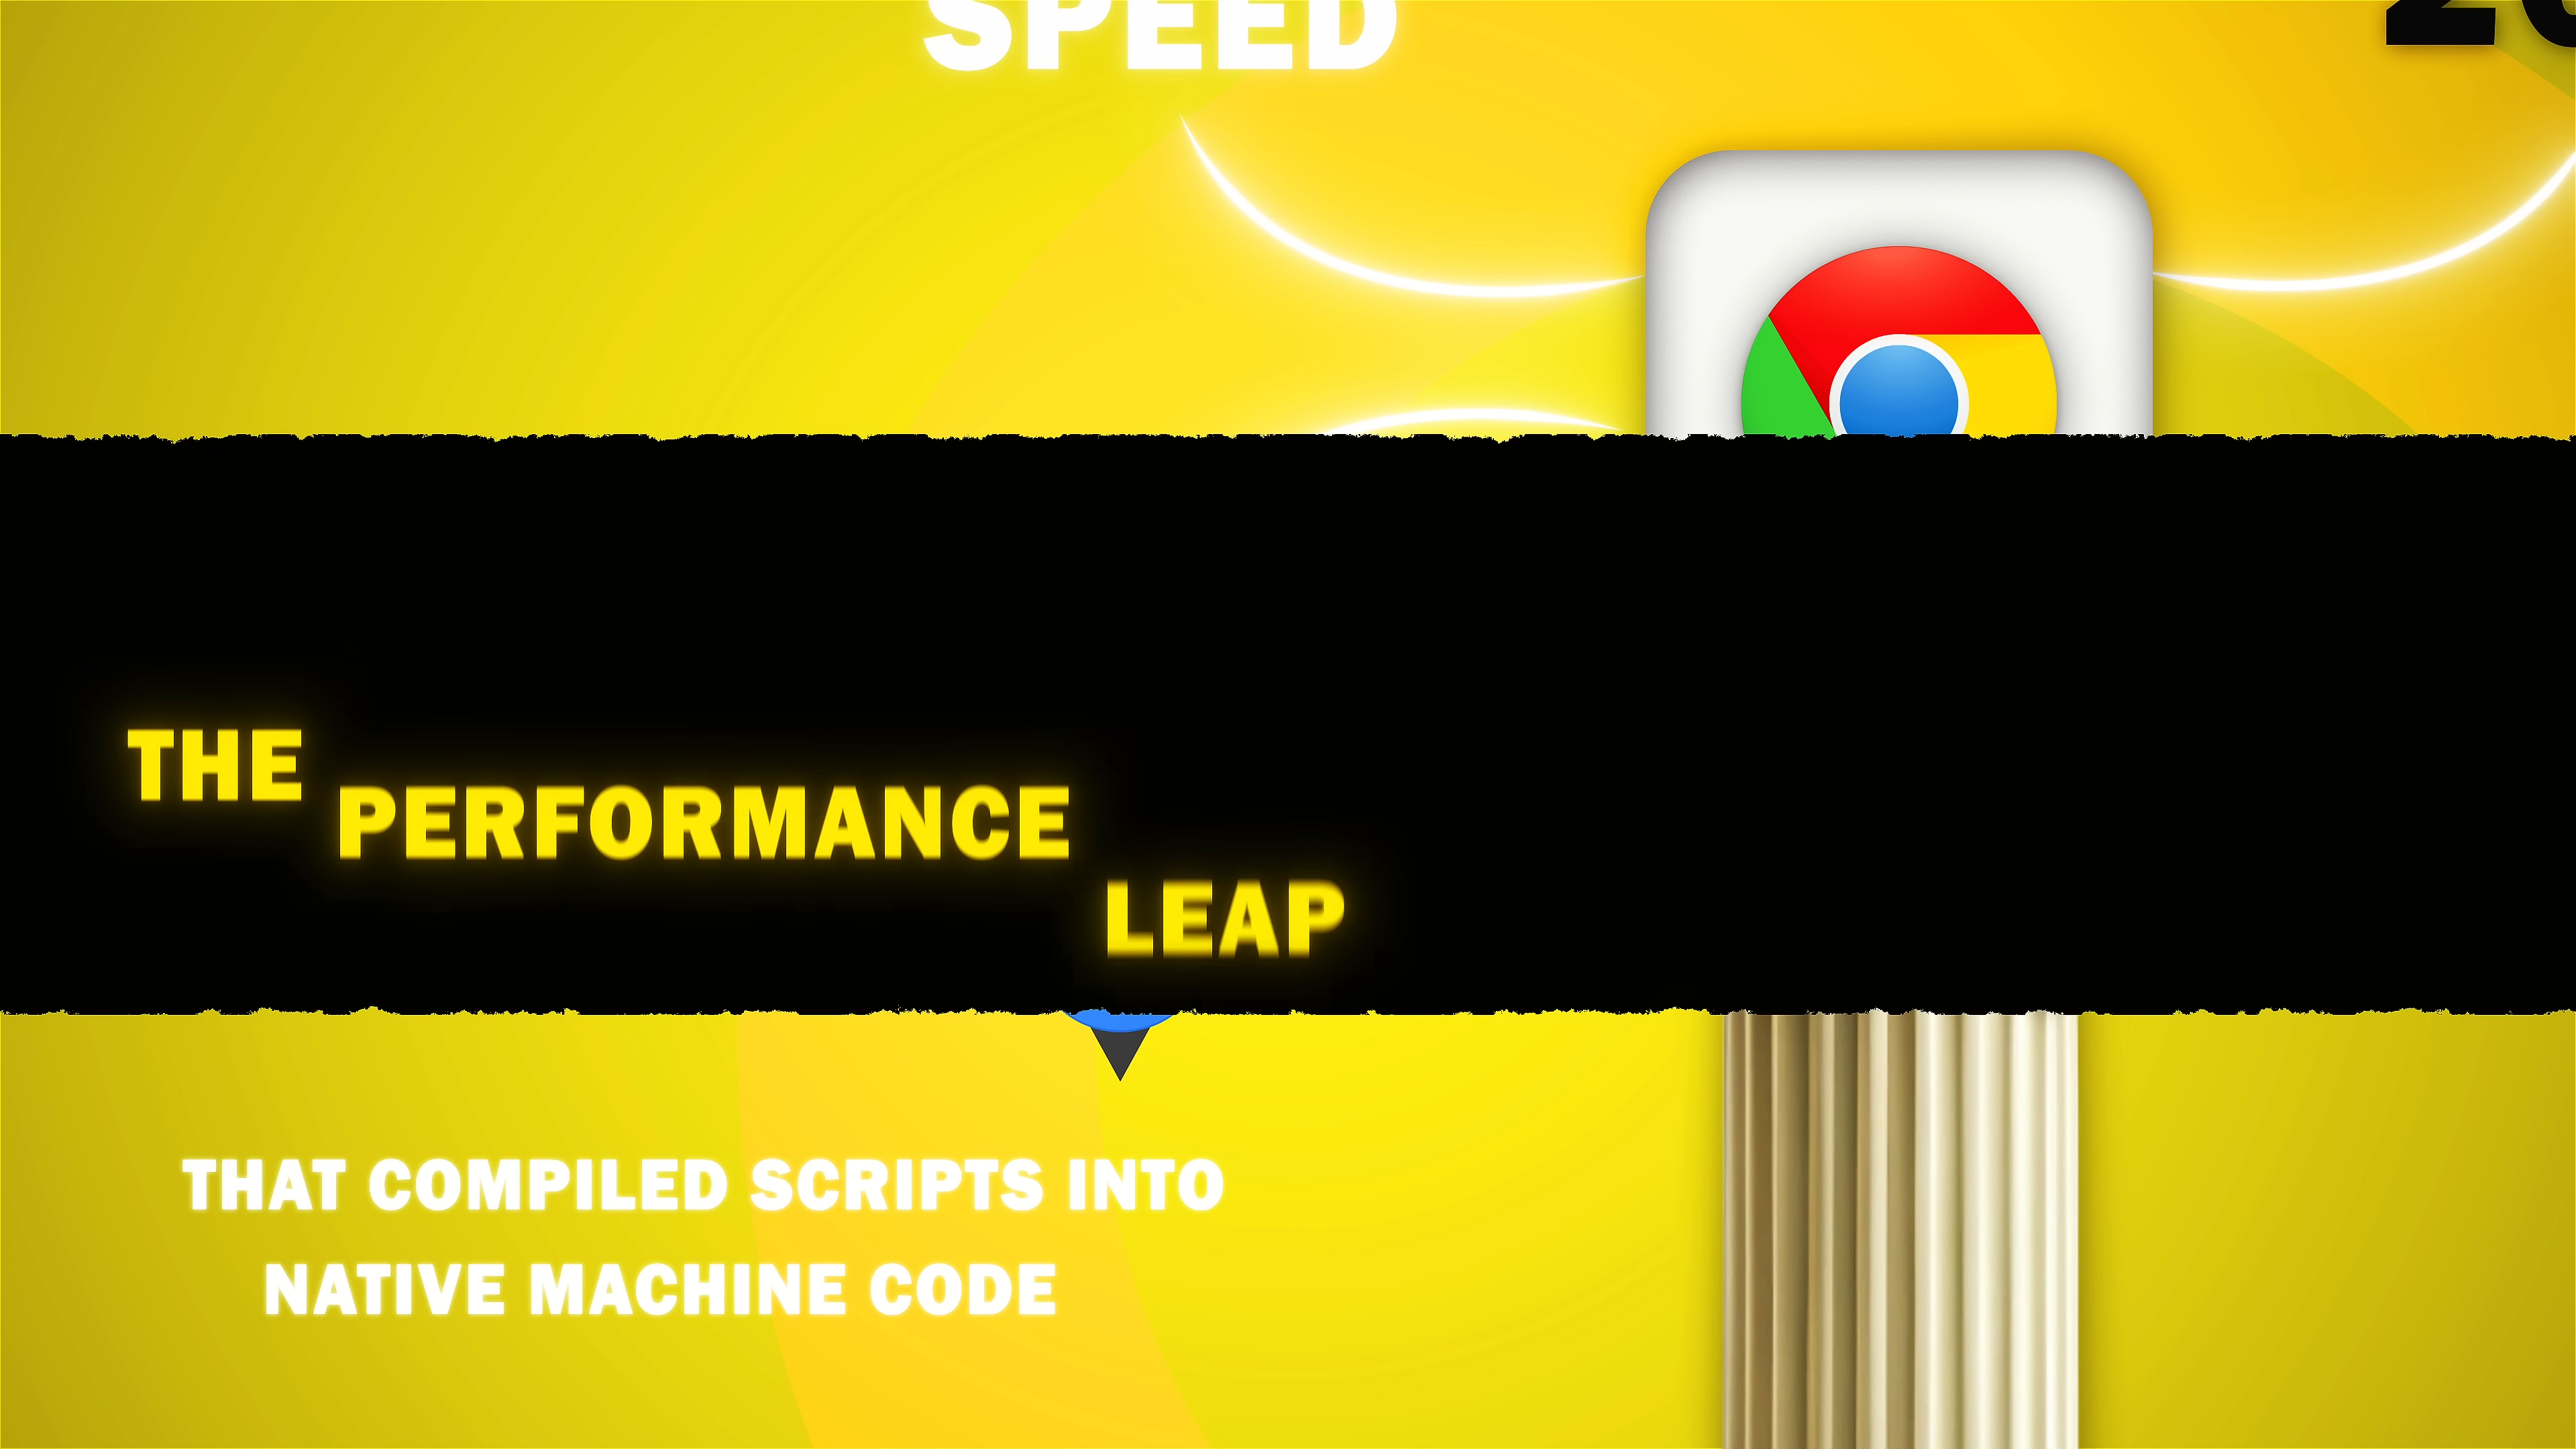 SPEED
THE PERFORMANCE LEAP
THAT COMPILED SCRIPTS INTO
NATIVE MACHINE CODE